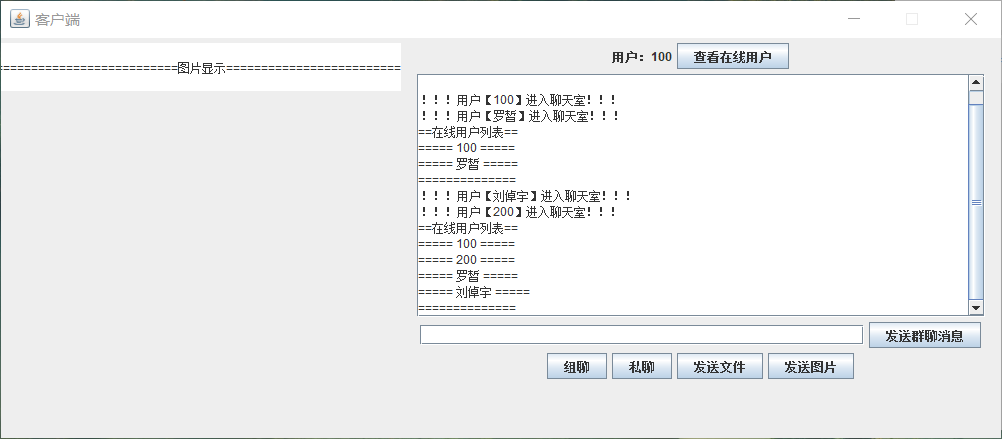 客户端
========================图片显示========================
用户：100 查看在线用户
！！！用户【100】进入聊天室！！！
！！！用户【罗皙】进入聊天室！！！
==在线用户列表==
===== 100 =====
===== 罗皙 =====
==============
！！！用户【刘倬宇】进入聊天室！！！
！！！用户【200】进入聊天室！！！
==在线用户列表==
===== 100 =====
===== 200 =====
===== 罗皙 =====
===== 刘倬宇 =====
==============
发送群聊消息
组聊 私聊 发送文件 发送图片